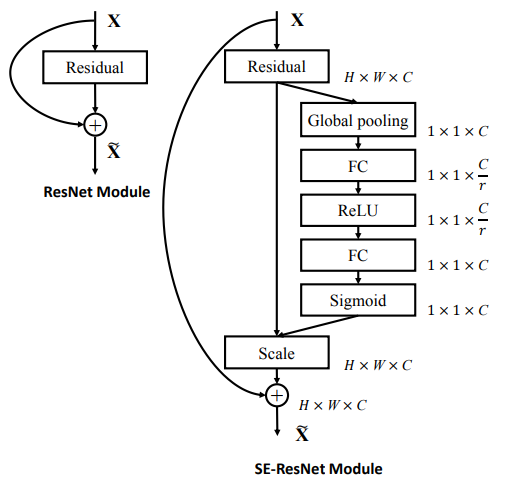 X
Residual
+
X̃
ResNet Module
X
Residual
H × W × C
Global pooling
1 × 1 × C
FC
1 × 1 × C/r
ReLU
1 × 1 × C/r
FC
1 × 1 × C
Sigmoid
1 × 1 × C
Scale
H × W × C
+
H × W × C
X̃
SE-ResNet Module